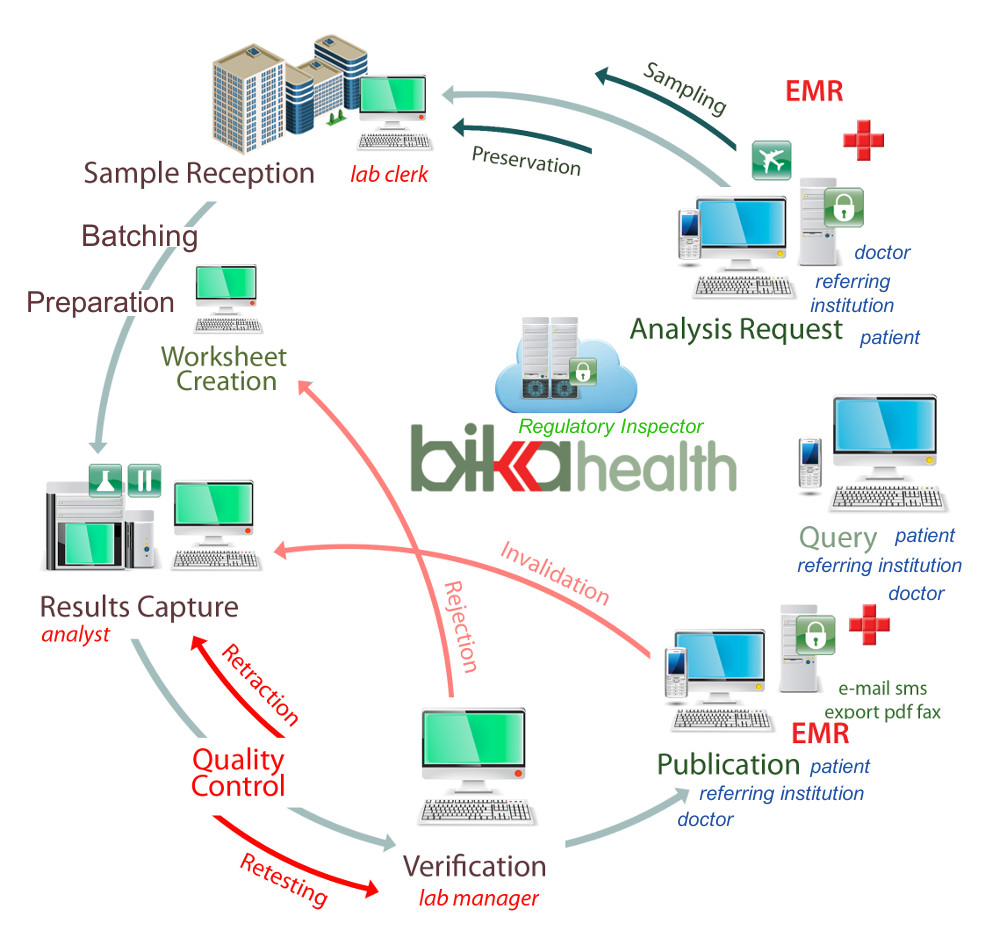 Sampling
EMR
Preservation
Sample Reception
lab clerk
doctor
referring
institution
Analysis Request
patient
Batching
Preparation
Worksheet
Creation
Regulatory Inspector
bika health
Query
patient
referring institution
doctor
Invalidation
Rejection
Results Capture
analyst
Retraction
Quality
Control
Retesting
Verification
lab manager
e-mail sms
export pdf fax
EMR
Publication
patient
referring institution
doctor